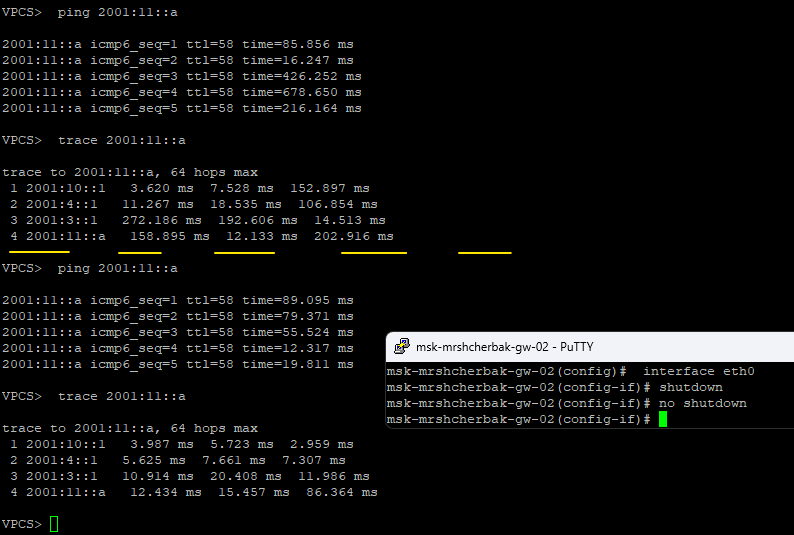 VPCS>  ping 2001:11::a
2001:11::a icmp6_seq=1 ttl=58 time=85.856 ms
2001:11::a icmp6_seq=2 ttl=58 time=16.247 ms
2001:11::a icmp6_seq=3 ttl=58 time=426.252 ms
2001:11::a icmp6_seq=4 ttl=58 time=678.650 ms
2001:11::a icmp6_seq=5 ttl=58 time=216.164 ms
VPCS>  trace 2001:11::a
trace to 2001:11::a, 64 hops max
 1 2001:10::1   3.620 ms  7.528 ms  152.897 ms
 2 2001:4::1   11.267 ms  18.535 ms  106.854 ms
 3 2001:3::1   272.186 ms  192.606 ms  14.513 ms
 4 2001:11::a   158.895 ms  12.133 ms  202.916 ms
VPCS>  ping 2001:11::a
2001:11::a icmp6_seq=1 ttl=58 time=89.095 ms
2001:11::a icmp6_seq=2 ttl=58 time=79.371 ms
2001:11::a icmp6_seq=3 ttl=58 time=55.524 ms
2001:11::a icmp6_seq=4 ttl=58 time=12.317 ms
2001:11::a icmp6_seq=5 ttl=58 time=19.811 ms
VPCS>  trace 2001:11::a
trace to 2001:11::a, 64 hops max
 1 2001:10::1   3.987 ms  5.723 ms  2.959 ms
 2 2001:4::1   5.625 ms  7.661 ms  7.307 ms
 3 2001:3::1   10.914 ms  20.408 ms  11.986 ms
 4 2001:11::a   12.434 ms  15.457 ms  86.364 ms
VPCS>
msk-mrshcherbak-gw-02 - PuTTY
msk-mrshcherbak-gw-02(config)#  interface eth0
msk-mrshcherbak-gw-02(config-if)# shutdown
msk-mrshcherbak-gw-02(config-if)# no shutdown
msk-mrshcherbak-gw-02(config-if)#